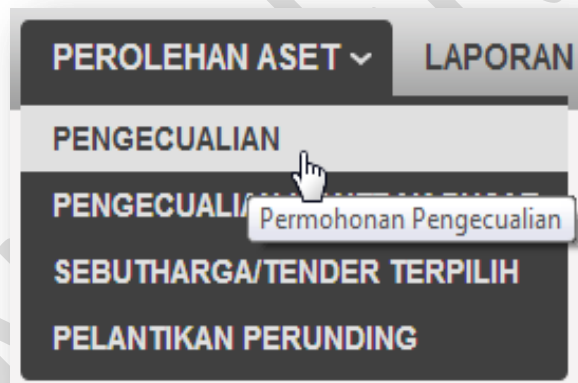 PEROLEHAN ASET LAPORAN
PENGECUALIAN
Permohonan Pengecualian
SEBUTHARGA/TENDER TERPILIH
PELANTIKAN PERUNDING